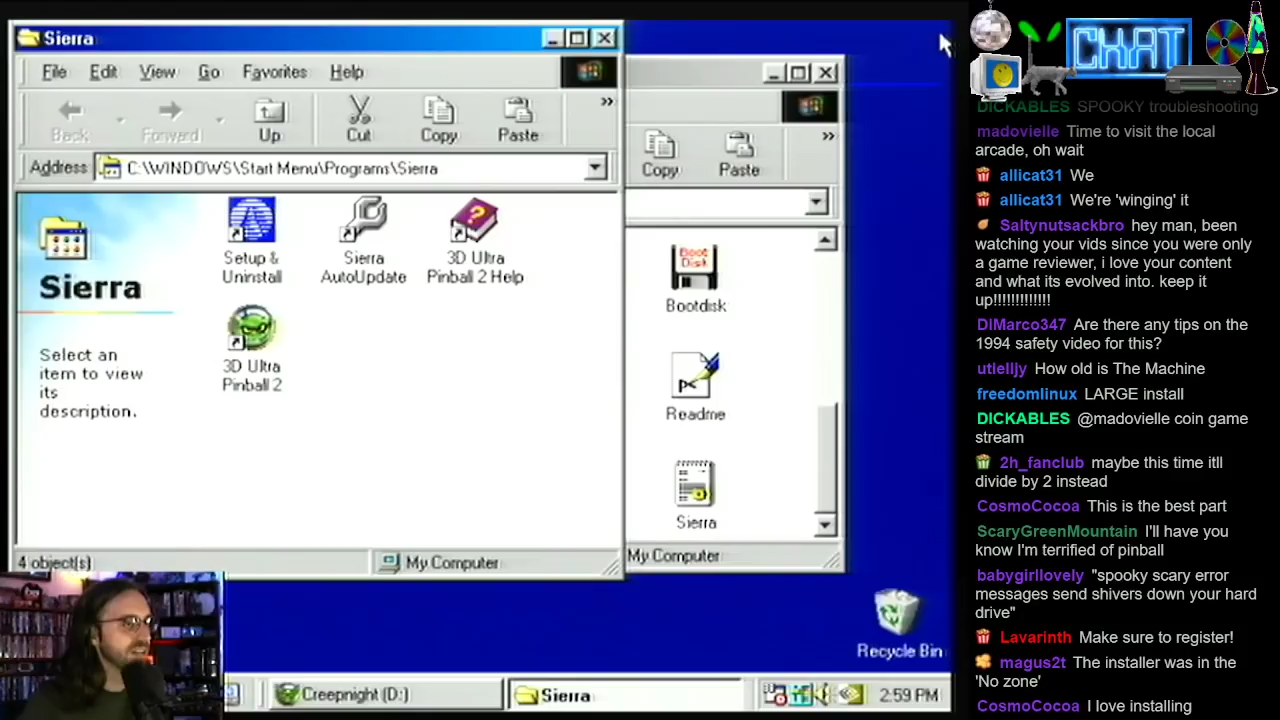 Sierra
File Edit View Go Favorites Help
Back Forward Up Cut Copy Paste »
Address C:\WINDOWS\Start Menu\Programs\Sierra
Sierra
Select an
item to view
its
description.
Setup &
Uninstall
Sierra
AutoUpdate
3D Ultra
Pinball 2 Help
3D Ultra
Pinball 2
4 object(s)
My Computer
Copy Paste »
Boot
Disk
Bootdisk
Readme
Sierra
My Computer
Recycle Bin
Creepnight (D:)
Sierra
2:59 PM
CHAT
DICKABLES SPOOKY troubleshooting
madovielle Time to visit the local
arcade, oh wait
allicat31 We
allicat31 We're 'winging' it
Saltynutsackbro hey man, been
watching your vids since you were only
a game reviewer, i love your content
and what its evolved into. keep it
up!!!!!!!!!!!!!
DiMarco347 Are there any tips on the
1994 safety video for this?
utielljy How old is The Machine
freedomlinux LARGE install
DICKABLES @madovielle coin game
stream
2h_fanclub maybe this time itll
divide by 2 instead
CosmoCocoa This is the best part
ScaryGreenMountain I'll have you
know I'm terrified of pinball
babygirllovely "spooky scary error
messages send shivers down your hard
drive"
Lavarinth Make sure to register!
magus2t The installer was in the
'No zone'
CosmoCocoa I love installing